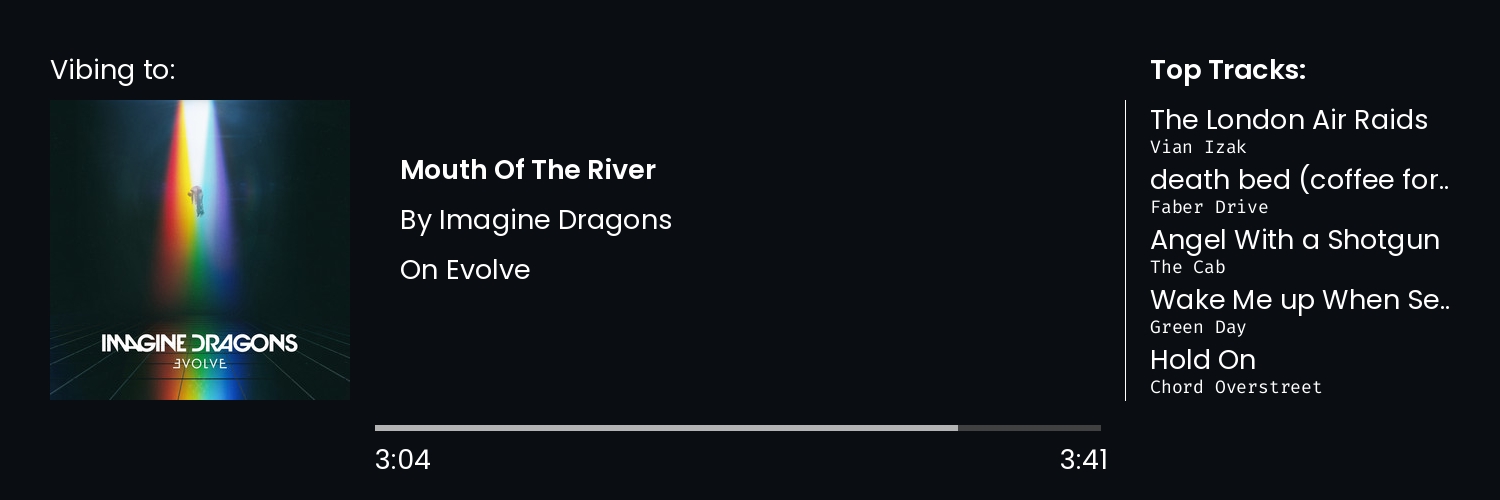 Vibing to:
IMAGINE DRAGONS
EVOLVE
Mouth Of The River
By Imagine Dragons
On Evolve
3:04
3:41
Top Tracks:
The London Air Raids
Vian Izak
death bed (coffee for..
Faber Drive
Angel With a Shotgun
The Cab
Wake Me up When Se..
Green Day
Hold On
Chord Overstreet